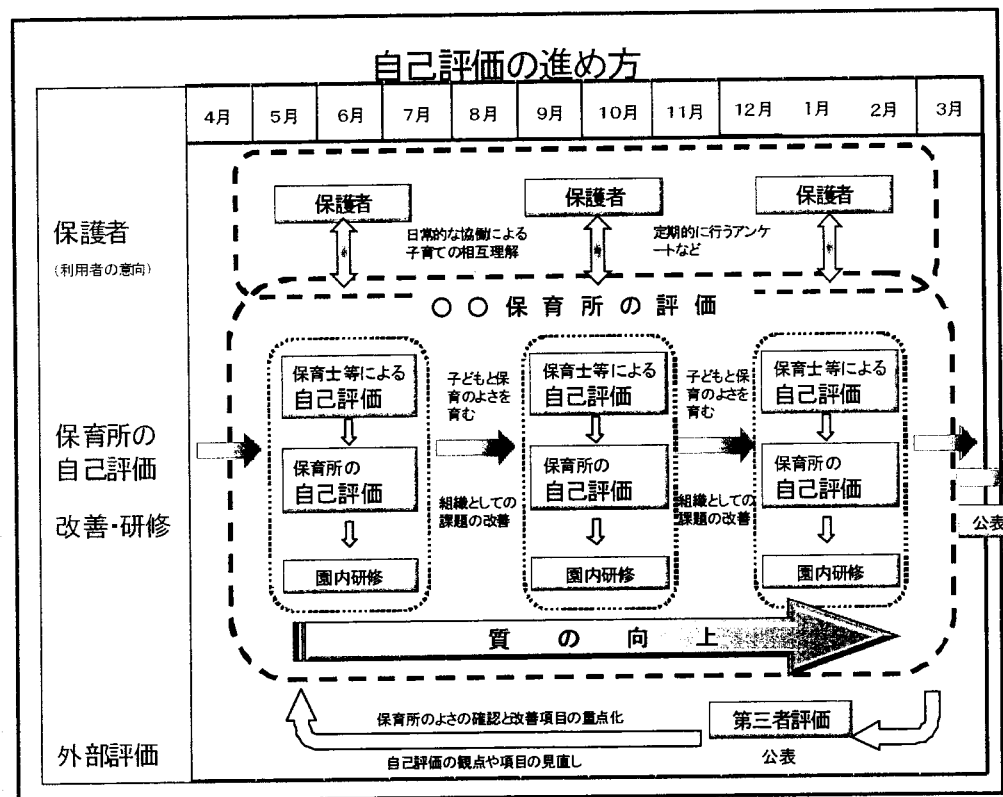 自己評価の進め方
4月 5月 6月 7月 8月 9月 10月 11月 12月 1月 2月 3月
保護者
(利用者の意向)
保護者
保護者
保護者
日常的な協働による
子育ての相互理解
定期的に行うアンケ
ートなど
○○保育所の評価
保育所の
自己評価
改善・研修
保育士等による
自己評価
保育所の
自己評価
園内研修
子どもと保
育のよさを
育む
組織としての
課題の改善
保育士等による
自己評価
保育所の
自己評価
園内研修
子どもと保
育のよさを
育む
組織としての
課題の改善
保育士等による
自己評価
保育所の
自己評価
園内研修
公表
質の向上
外部評価
保育所のよさの確認と改善項目の重点化
自己評価の観点や項目の見直し
第三者評価
公表